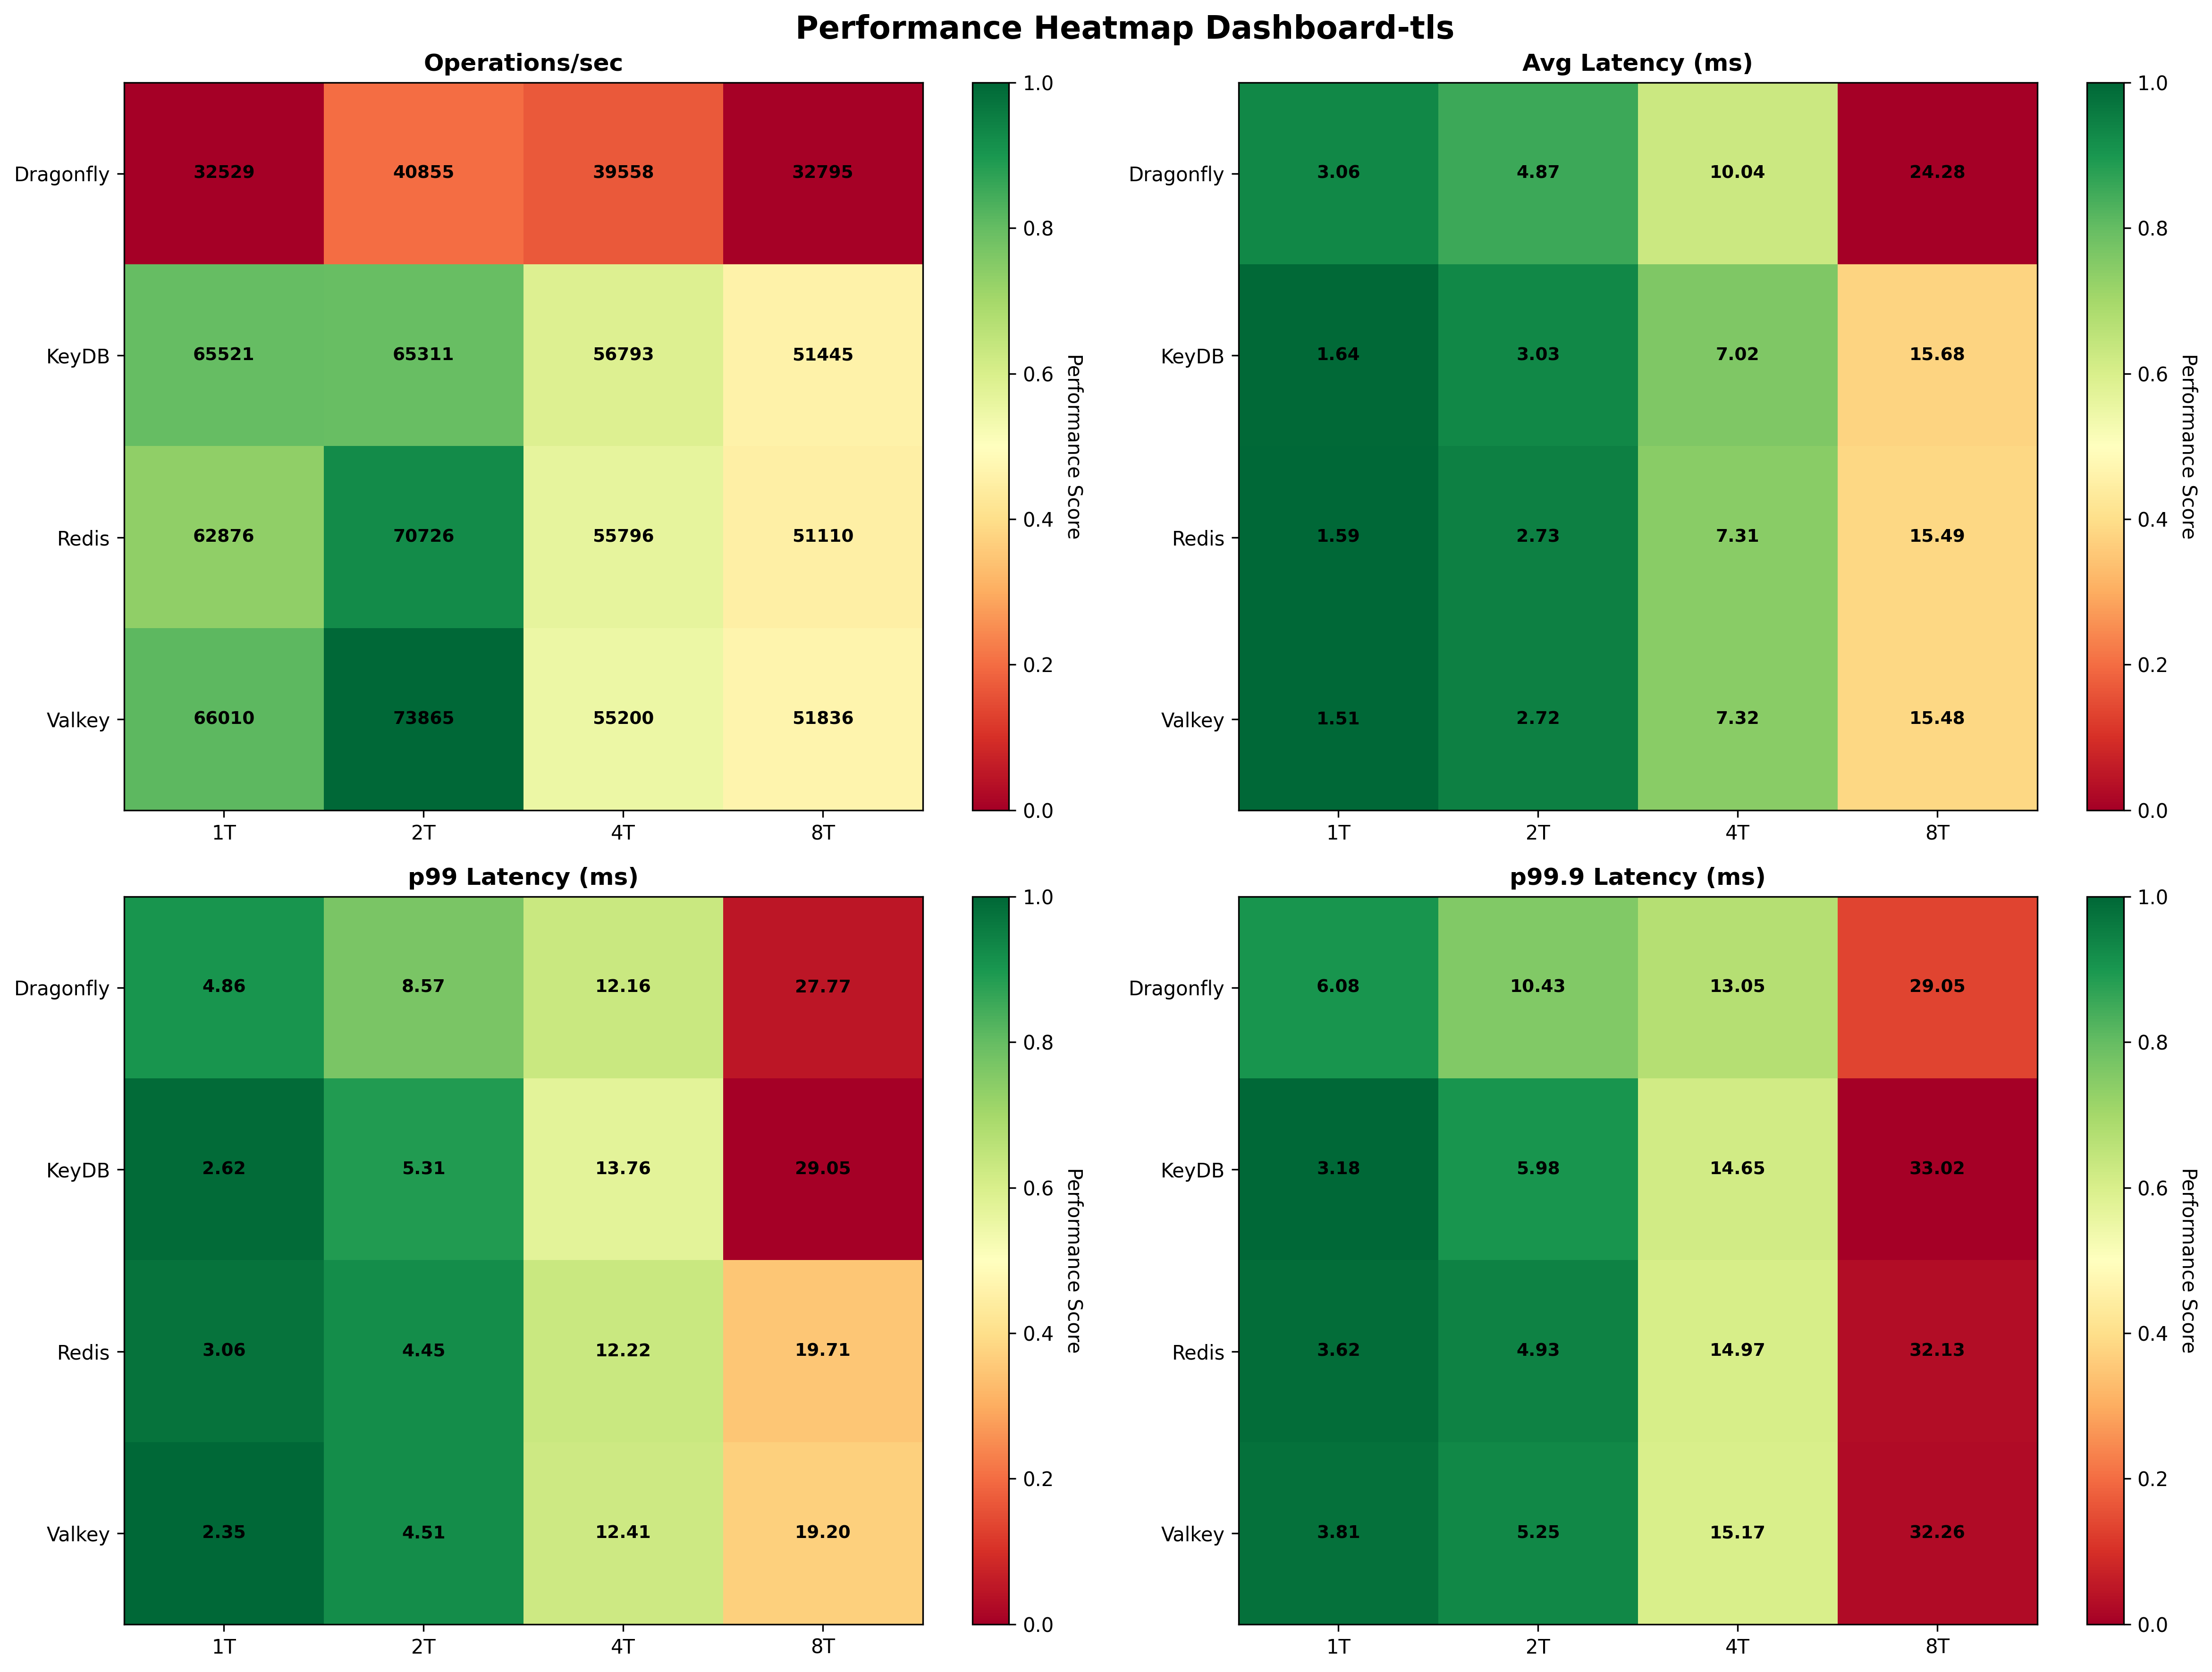 Performance Heatmap Dashboard-tls
Operations/sec
Dragonfly 32529 40855 39558 32795
KeyDB 65521 65311 56793 51445
Redis 62876 70726 55796 51110
Valkey 66010 73865 55200 51836
1T 2T 4T 8T
1.0
0.8
0.6
0.4
0.2
0.0
Performance Score
Avg Latency (ms)
Dragonfly 3.06 4.87 10.04 24.28
KeyDB 1.64 3.03 7.02 15.68
Redis 1.59 2.73 7.31 15.49
Valkey 1.51 2.72 7.32 15.48
1T 2T 4T 8T
1.0
0.8
0.6
0.4
0.2
0.0
Performance Score
p99 Latency (ms)
Dragonfly 4.86 8.57 12.16 27.77
KeyDB 2.62 5.31 13.76 29.05
Redis 3.06 4.45 12.22 19.71
Valkey 2.35 4.51 12.41 19.20
1T 2T 4T 8T
1.0
0.8
0.6
0.4
0.2
0.0
Performance Score
p99.9 Latency (ms)
Dragonfly 6.08 10.43 13.05 29.05
KeyDB 3.18 5.98 14.65 33.02
Redis 3.62 4.93 14.97 32.13
Valkey 3.81 5.25 15.17 32.26
1T 2T 4T 8T
1.0
0.8
0.6
0.4
0.2
0.0
Performance Score